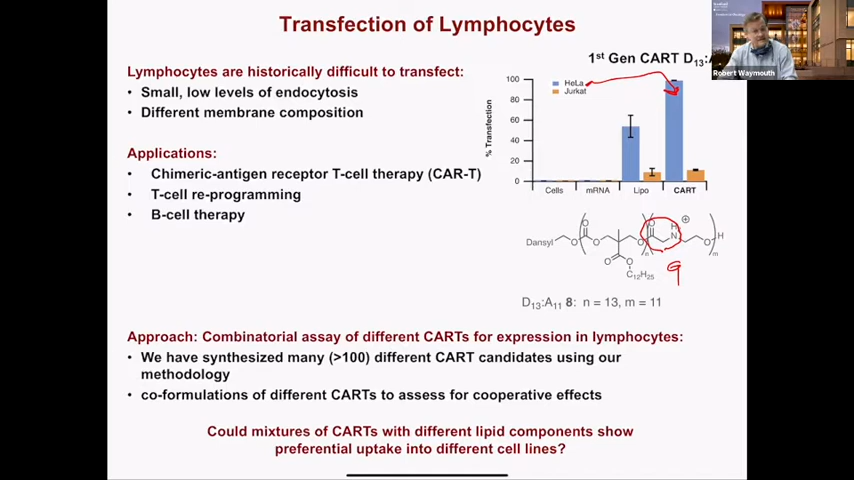 Transfection of Lymphocytes
Lymphocytes are historically difficult to transfect:
• Small, low levels of endocytosis
• Different membrane composition
Applications:
• Chimeric-antigen receptor T-cell therapy (CAR-T)
• T-cell re-programming
• B-cell therapy
1st Gen CART D13:A
% Transfection
100
80
60
40
20
0
HeLa
Jurkat
Cells mRNA Lipo CART
Dansyl
O
O
O
O
O
O
C12H25
n
O
H
N
⊕
O
m
H
G
D13:A11 8: n = 13, m = 11
Approach: Combinatorial assay of different CARTs for expression in lymphocytes:
• We have synthesized many (>100) different CART candidates using our
methodology
• co-formulations of different CARTs to assess for cooperative effects
Could mixtures of CARTs with different lipid components show
preferential uptake into different cell lines?
Robert Waymouth